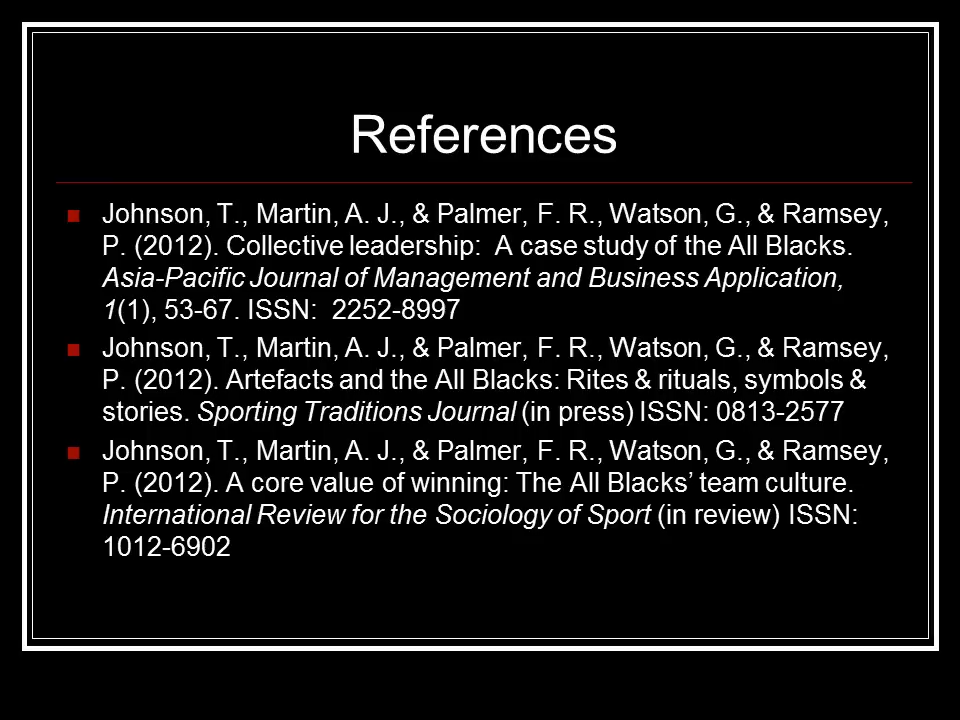 References
Johnson, T., Martin, A. J., & Palmer, F. R., Watson, G., & Ramsey,
P. (2012). Collective leadership:  A case study of the All Blacks.
Asia-Pacific Journal of Management and Business Application,
1(1), 53-67. ISSN:  2252-8997
Johnson, T., Martin, A. J., & Palmer, F. R., Watson, G., & Ramsey,
P. (2012). Artefacts and the All Blacks: Rites & rituals, symbols &
stories. Sporting Traditions Journal (in press) ISSN: 0813-2577
Johnson, T., Martin, A. J., & Palmer, F. R., Watson, G., & Ramsey,
P. (2012). A core value of winning: The All Blacks’ team culture.
International Review for the Sociology of Sport (in review) ISSN:
1012-6902